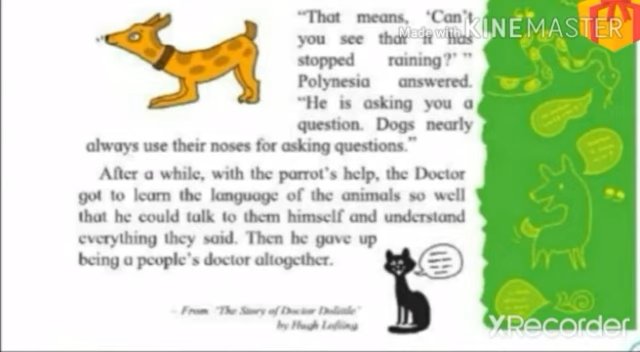 "That means, 'Can't
you see that it has
stopped raining?' "
Polynesia answered.
"He is asking you a
question. Dogs nearly
always use their noses for asking questions."
After a while, with the parrot's help, the Doctor
got to learn the language of the animals so well
that he could talk to them himself and understand
everything they said. Then he gave up
being a people's doctor altogether.
– From 'The Story of Doctor Dolittle'
by Hugh Lofting
Made with KINEMASTER
XRecorder